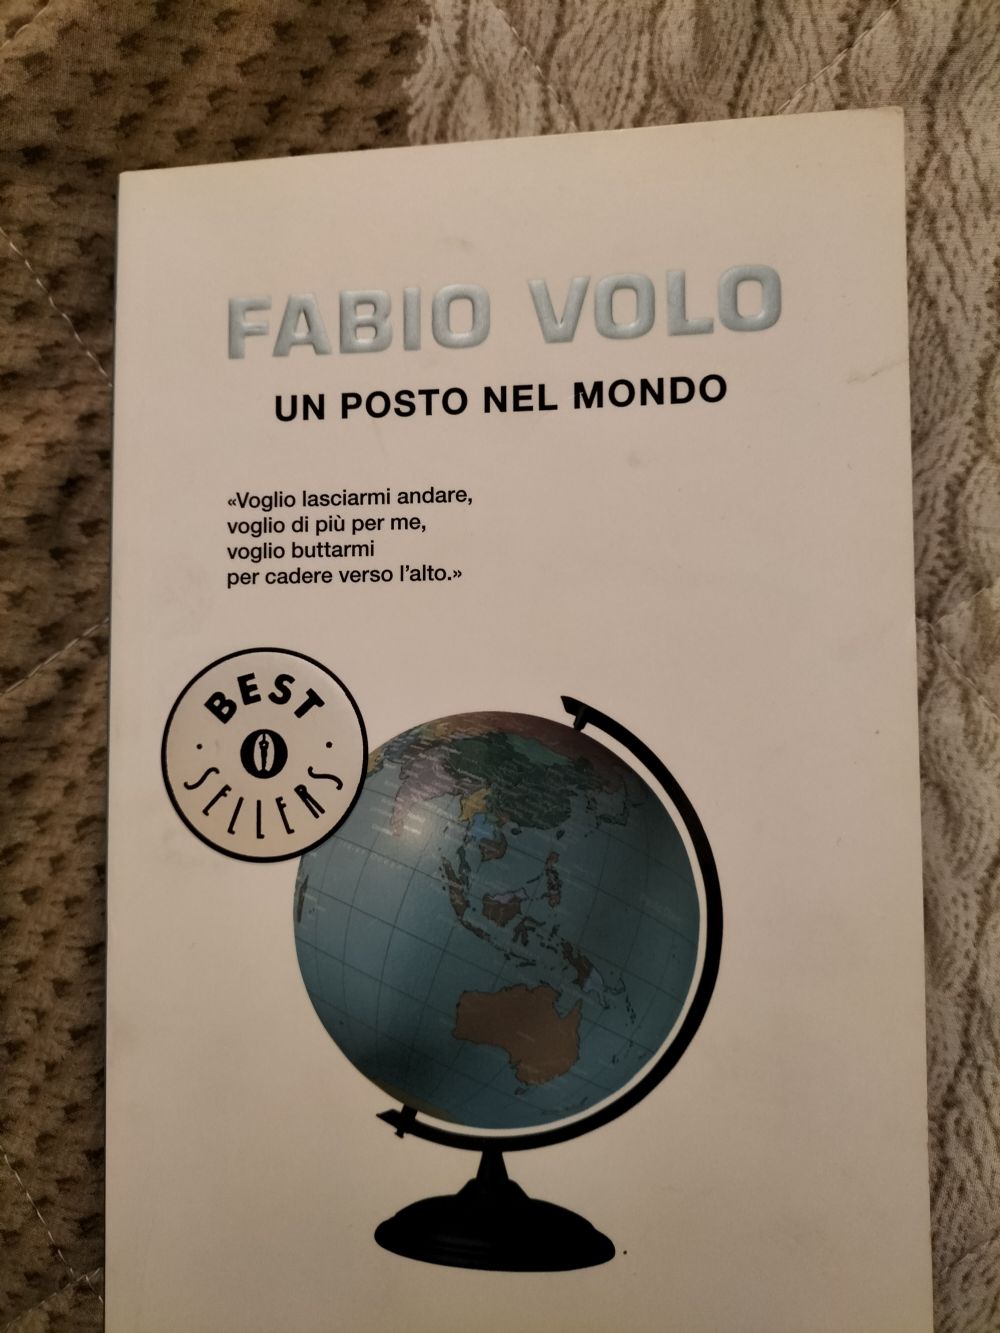 FABIO VOLO
UN POSTO NEL MONDO
«Voglio lasciarmi andare,
voglio di più per me,
voglio buttarmi
per cadere verso l'alto.»
BEST
SELLERS